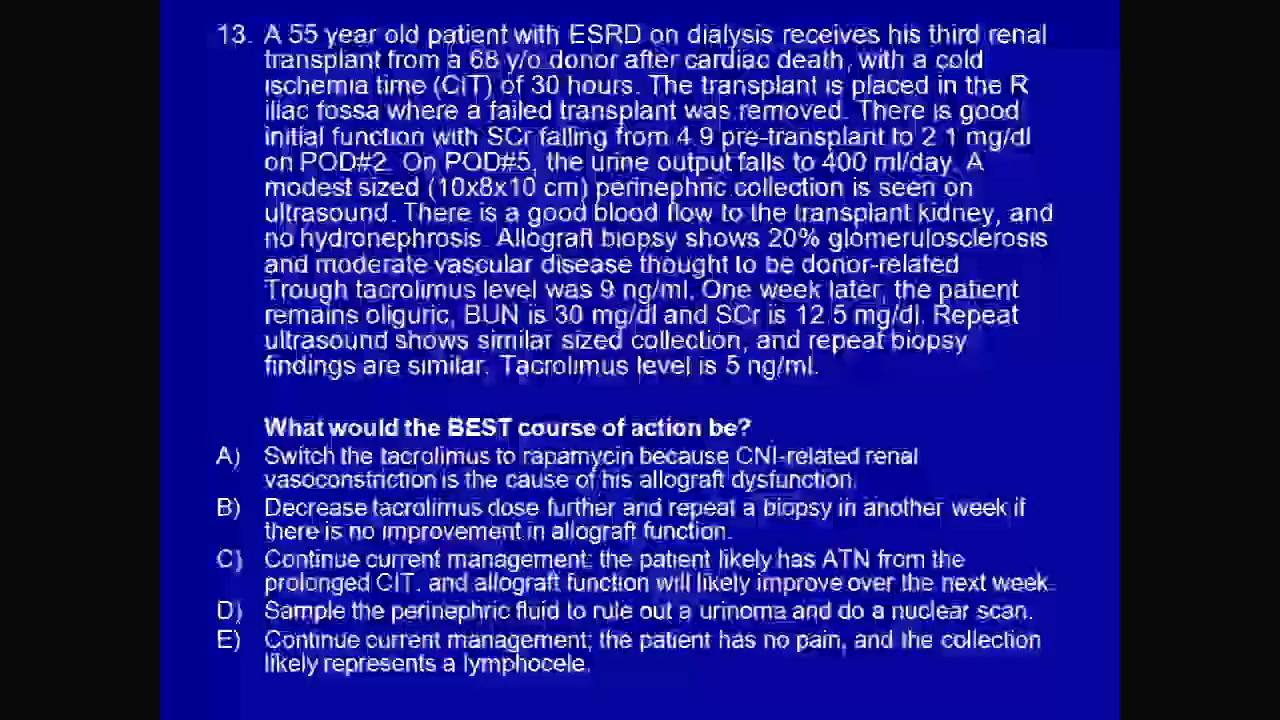 13. A 55 year old patient with ESRD on dialysis receives his third renal
transplant from a 68 y/o donor after cardiac death, with a cold
ischemia time (CIT) of 30 hours. The transplant is placed in the R
iliac fossa where a failed transplant was removed. There is good
initial function with SCr falling from 4.9 pre-transplant to 2.1 mg/dl
on POD#2. On POD#5, the urine output falls to 400 ml/day. A
modest sized (10x8x10 cm) perinephric collection is seen on
ultrasound. There is a good blood flow to the transplant kidney, and
no hydronephrosis. Allograft biopsy shows 20% glomerulosclerosis
and moderate vascular disease thought to be donor-related
Trough tacrolimus level was 9 ng/ml. One week later, the patient
remains oliguric, BUN is 30 mg/dl and SCr is 12.5 mg/dl. Repeat
ultrasound shows similar sized collection, and repeat biopsy
findings are similar. Tacrolimus level is 5 ng/ml.
What would the BEST course of action be?
A) Switch the tacrolimus to rapamycin because CNI-related renal
vasoconstriction is the cause of his allograft dysfunction.
B) Decrease tacrolimus dose further and repeat a biopsy in another week if
there is no improvement in allograft function.
C) Continue current management; the patient likely has ATN from the
prolonged CIT, and allograft function will likely improve over the next week.
D) Sample the perinephric fluid to rule out a urinoma and do a nuclear scan.
E) Continue current management; the patient has no pain, and the collection
likely represents a lymphocele.